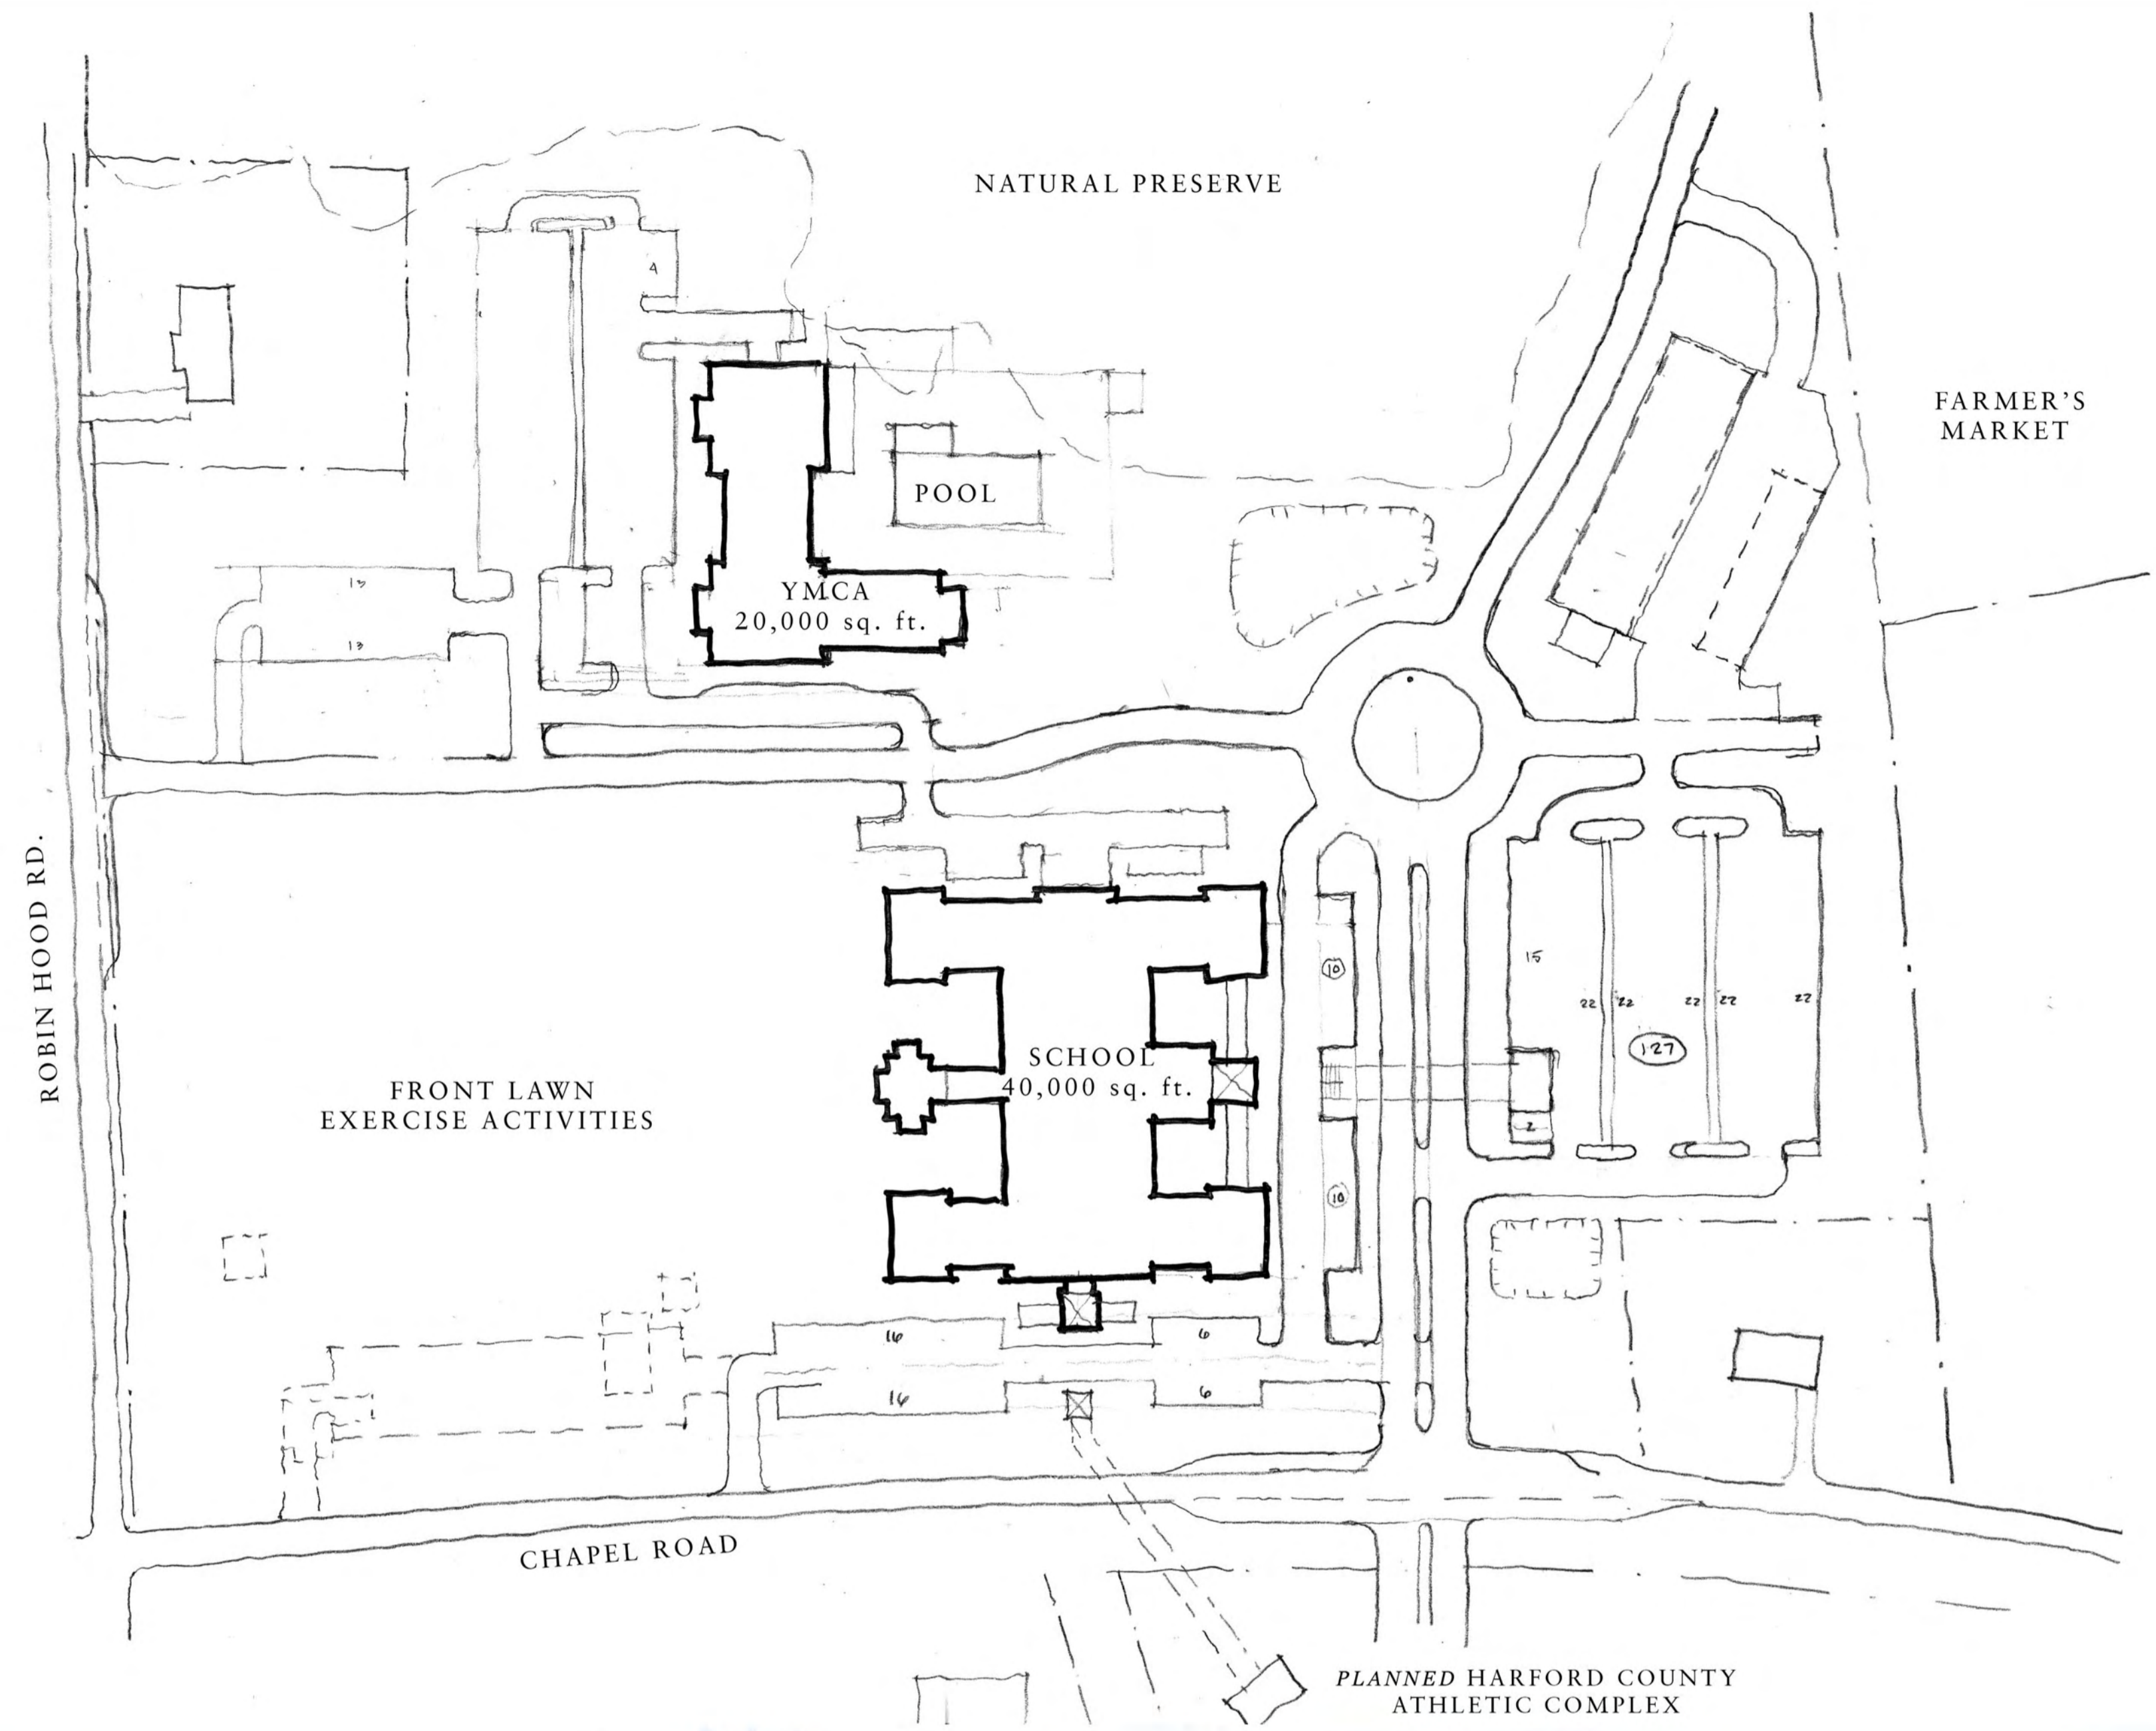 NATURAL PRESERVE
4
FARMER'S
MARKET
POOL
13
13
YMCA
20,000 sq. ft.
ROBIN HOOD RD.
10
15
22
22
22
22
22
127
SCHOOL
40,000 sq. ft.
FRONT LAWN
EXERCISE ACTIVITIES
2
10
16
6
16
6
CHAPEL ROAD
PLANNED HARFORD COUNTY
ATHLETIC COMPLEX